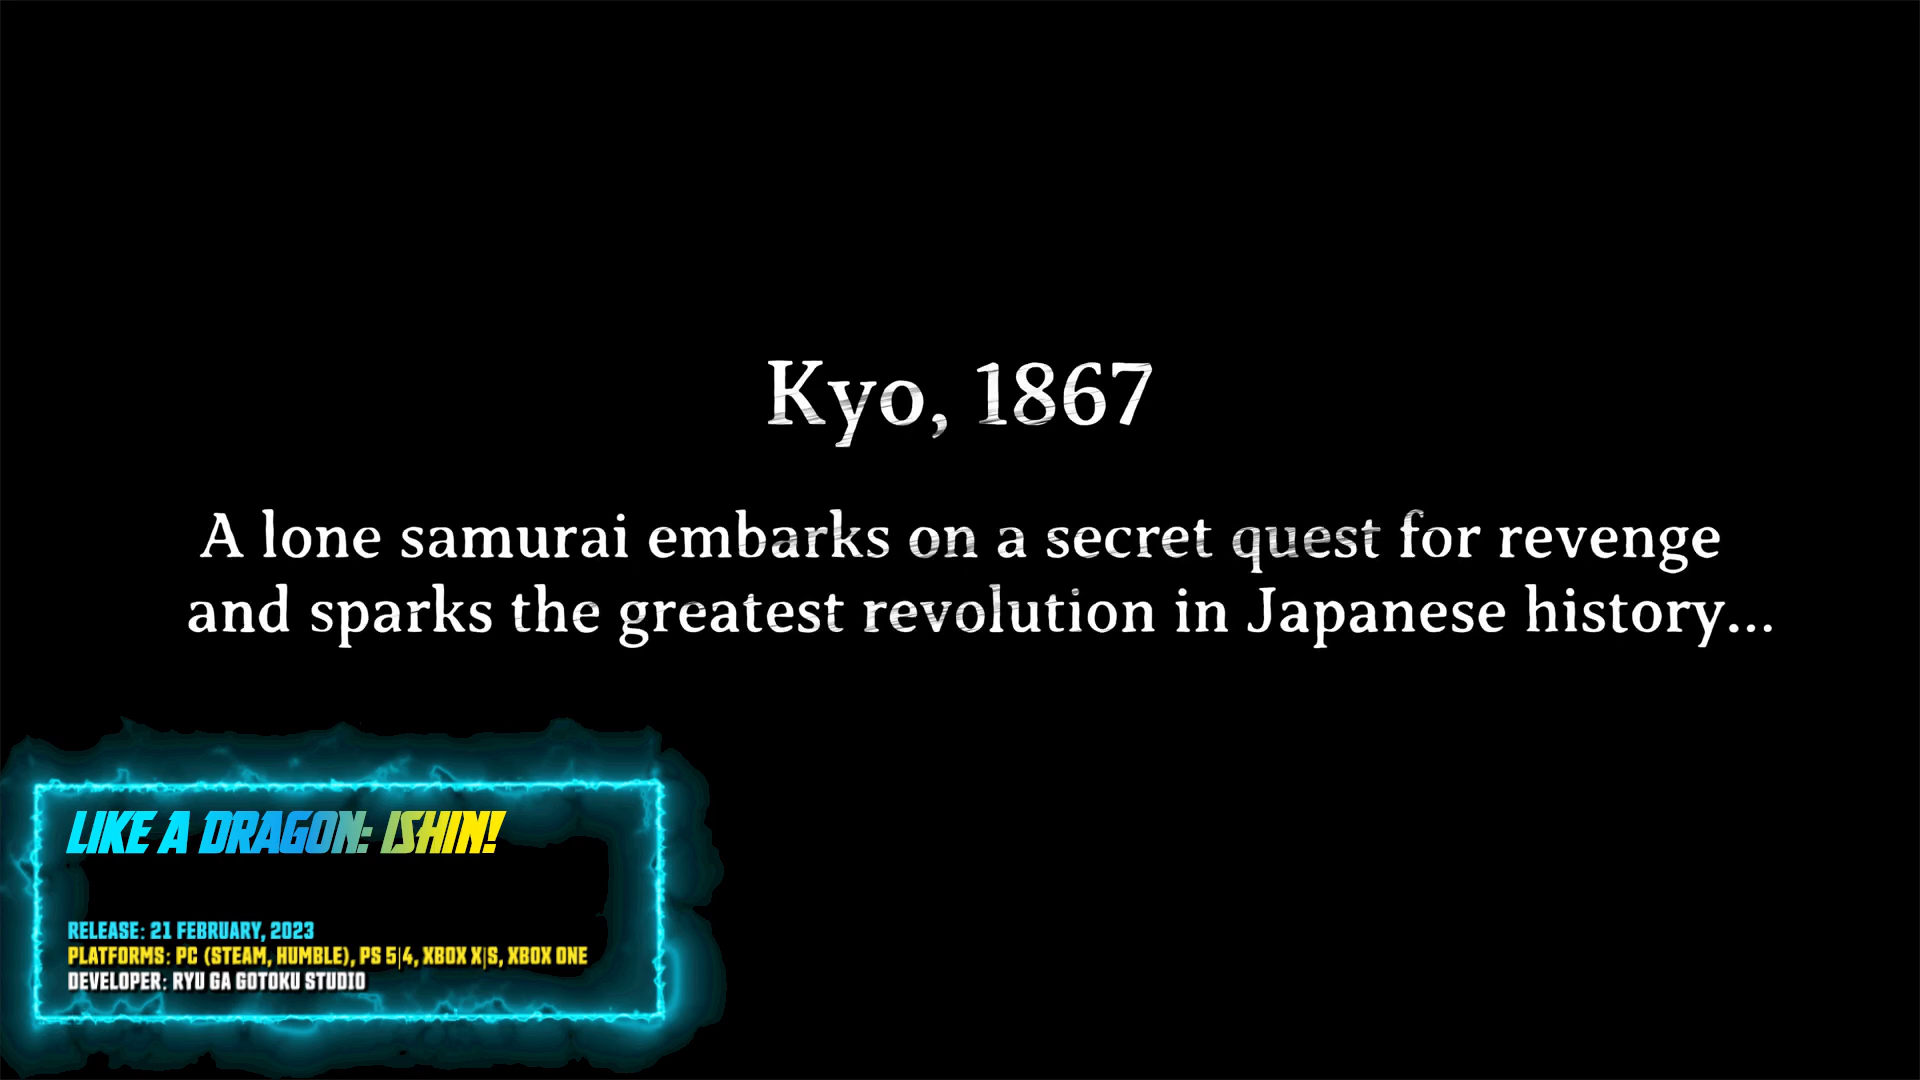 Kyo, 1867
A lone samurai embarks on a secret quest for revenge
and sparks the greatest revolution in Japanese history...
LIKE A DRAGON: ISHIN!
RELEASE: 21 FEBRUARY, 2023
PLATFORMS: PC (STEAM, HUMBLE), PS 5|4, XBOX X|S, XBOX ONE
DEVELOPER: RYU GA GOTOKU STUDIO